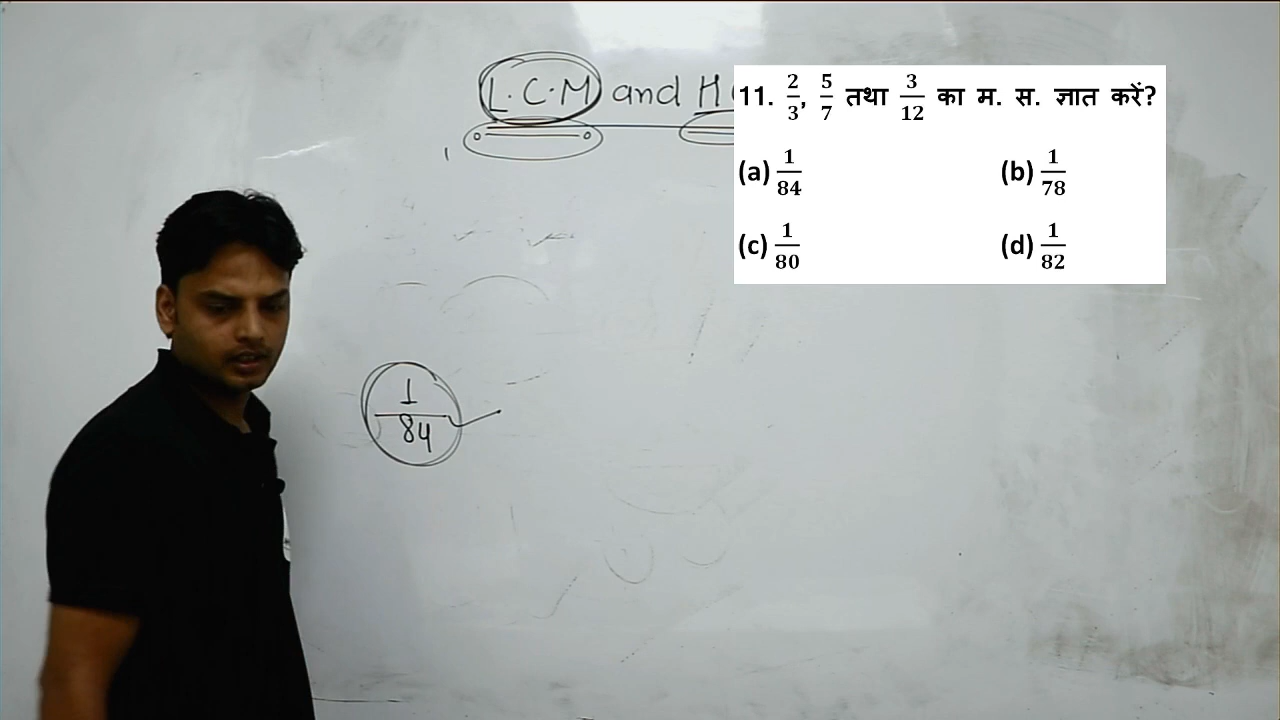 L.C.M and H
11. 2/3, 5/7 तथा 3/12 का म. स. ज्ञात करें?
(a) 1/84 (b) 1/78
(c) 1/80 (d) 1/82
1/84